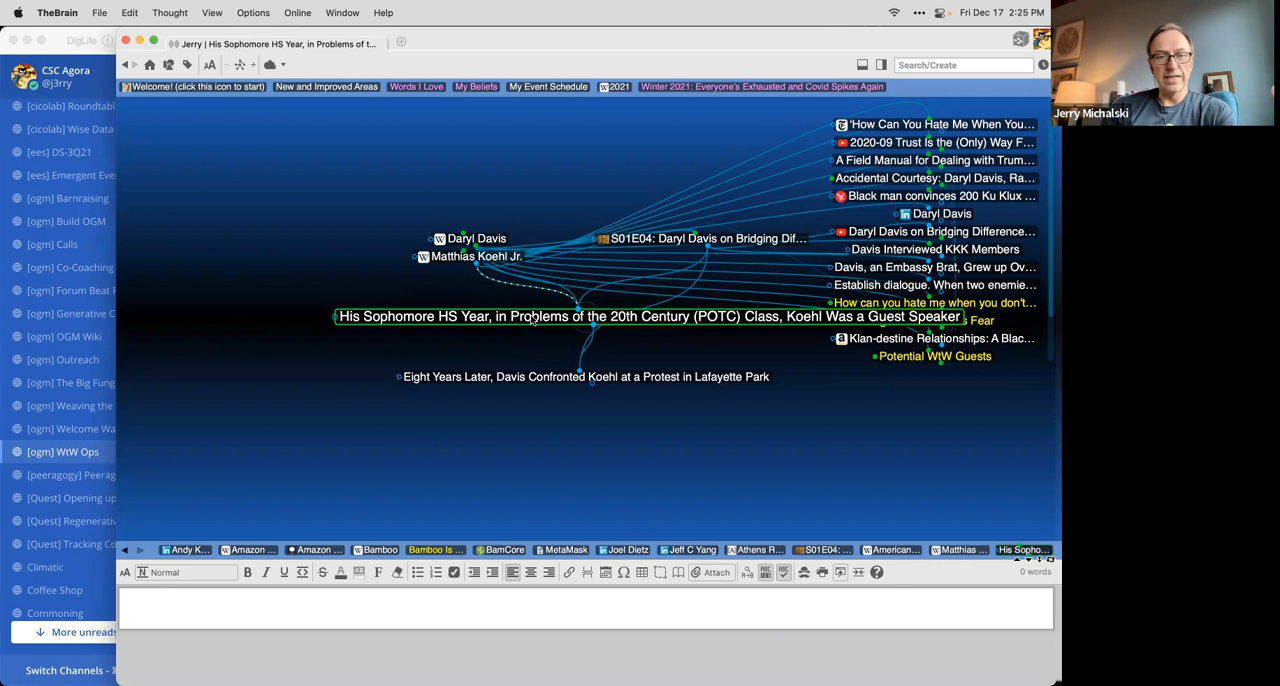 TheBrain File Edit Thought View Options Online Window Help
Fri Dec 17 2:25 PM
DigLife
Jerry | His Sophomore HS Year, in Problems of t...
CSC Agora
@j3rry
Search/Create
Welcome! (click this icon to start) New and Improved Areas Words I Love My Beliefs My Event Schedule 2021 Winter 2021: Everyone's Exhausted and Covid Spikes Again
Jerry Michalski
[cicolab] Roundtabl
[cicolab] Wise Data
[ees] DS-3Q21
[ees] Emergent Eve
[ogm] Barnraising
[ogm] Build OGM
[ogm] Calls
[ogm] Co-Coaching
[ogm] Forum Beat
[ogm] Generative C
[ogm] OGM Wiki
[ogm] Outreach
[ogm] The Big Fung
[ogm] Weaving the
[ogm] Welcome Wa
[ogm] WtW Ops
[peeragogy] Peerag
[Quest] Opening up
[Quest] Regenerativ
[Quest] Tracking Co
Climatic
Coffee Shop
Commoning
More unreads
Switch Channels -
'How Can You Hate Me When You...
2020-09 Trust Is the (Only) Way F...
A Field Manual for Dealing with Trum...
Accidental Courtesy: Daryl Davis, Ra...
Black man convinces 200 Ku Klux ...
Daryl Davis
Daryl Davis on Bridging Difference...
Davis Interviewed KKK Members
Davis, an Embassy Brat, Grew up Ov...
Establish dialogue. When two enemie...
How can you hate me when you don't...
s Fear
Klan-destine Relationships: A Blac...
Potential WtW Guests
Daryl Davis
S01E04: Daryl Davis on Bridging Dif...
Matthias Koehl Jr.
His Sophomore HS Year, in Problems of the 20th Century (POTC) Class, Koehl Was a Guest Speaker
Eight Years Later, Davis Confronted Koehl at a Protest in Lafayette Park
Andy K... Amazon ... Amazon ... Bamboo Bamboo Is ... BamCore MetaMask Joel Dietz Jeff C Yang Athens R... S01E04: ... American... Matthias ... His Sopho...
Normal
Attach
0 words